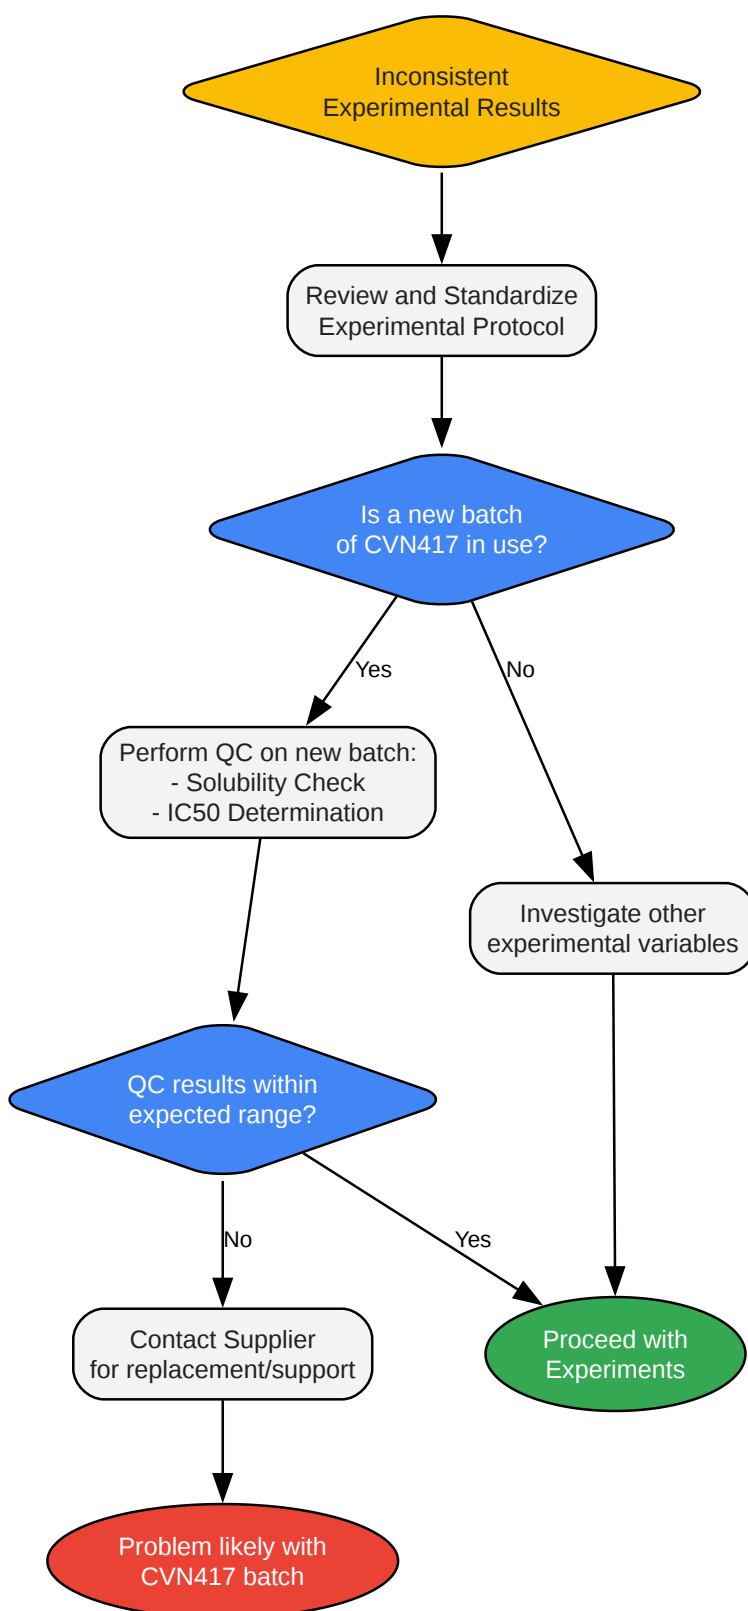 Inconsistent
Experimental Results
Review and Standardize
Experimental Protocol
Is a new batch
of CVN417 in use?
Yes
No
Perform QC on new batch:
- Solubility Check
- IC50 Determination
Investigate other
experimental variables
QC results within
expected range?
No
Yes
Contact Supplier
for replacement/support
Proceed with
Experiments
Problem likely with
CVN417 batch